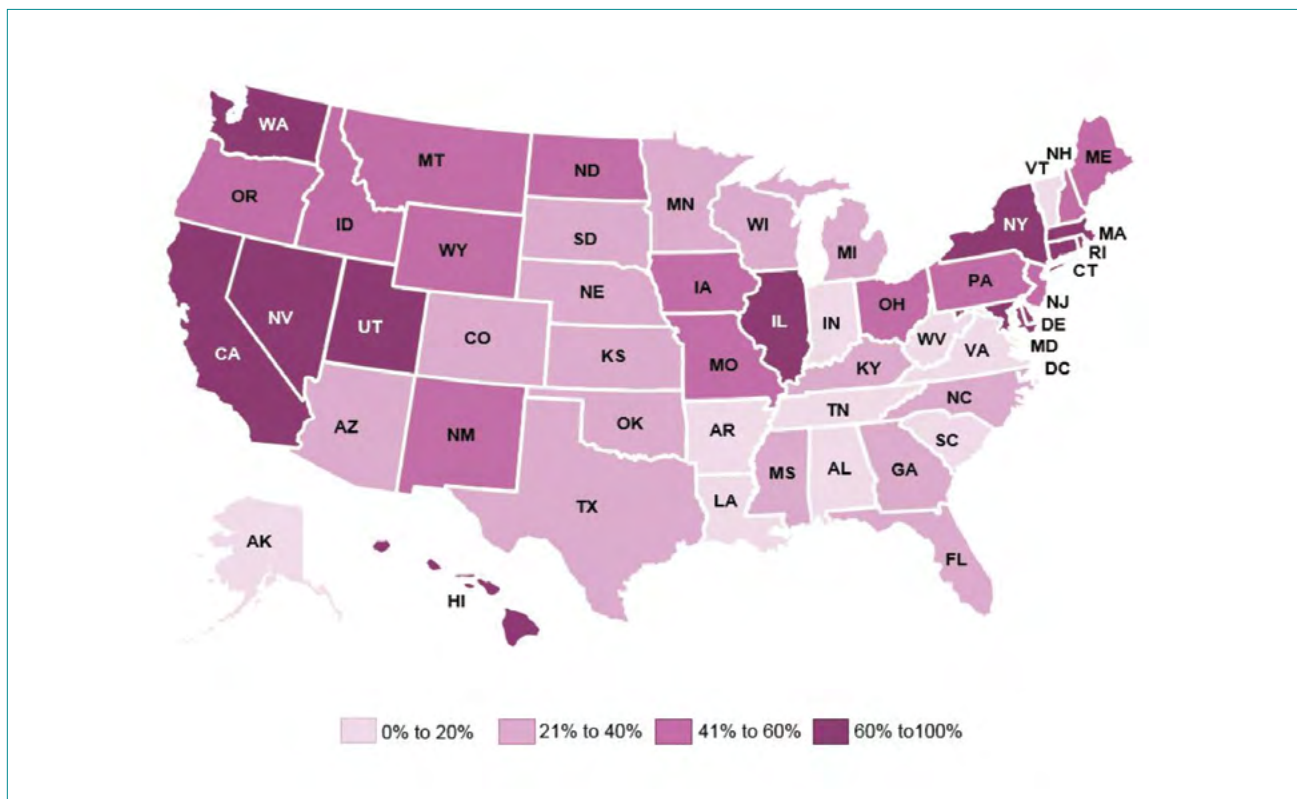 WA
MT
ND
MN
OR
ID
WY
SD
WI
MI
VT
NH
ME
NY
MA
RI
CT
NE
IA
PA
NJ
NV
UT
CO
KS
IL
IN
OH
DE
MD
DC
CA
MO
WV
VA
KY
AZ
NM
OK
AR
TN
NC
SC
TX
LA
MS
AL
GA
FL
AK
HI
0% to 20%
21% to 40%
41% to 60%
60% to100%